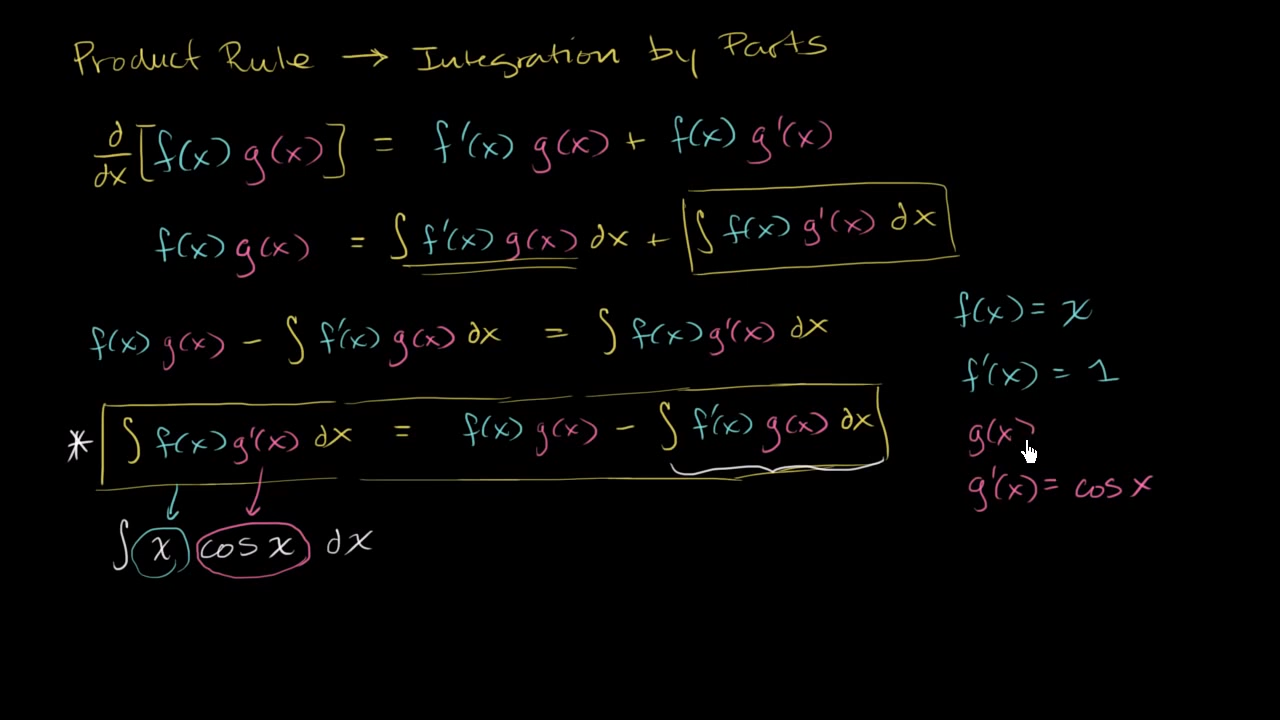 Product Rule → Integration by Parts
d/dx [f(x) g(x)] = f'(x) g(x) + f(x) g'(x)
f(x) g(x) = ∫ f'(x) g(x) dx + ∫ f(x) g'(x) dx
f(x) g(x) - ∫ f'(x) g(x) dx = ∫ f(x) g'(x) dx
* ∫ f(x) g'(x) dx = f(x) g(x) - ∫ f'(x) g(x) dx
∫ x cos x dx
f(x) = x
f'(x) = 1
g(x)
g'(x) = cos x